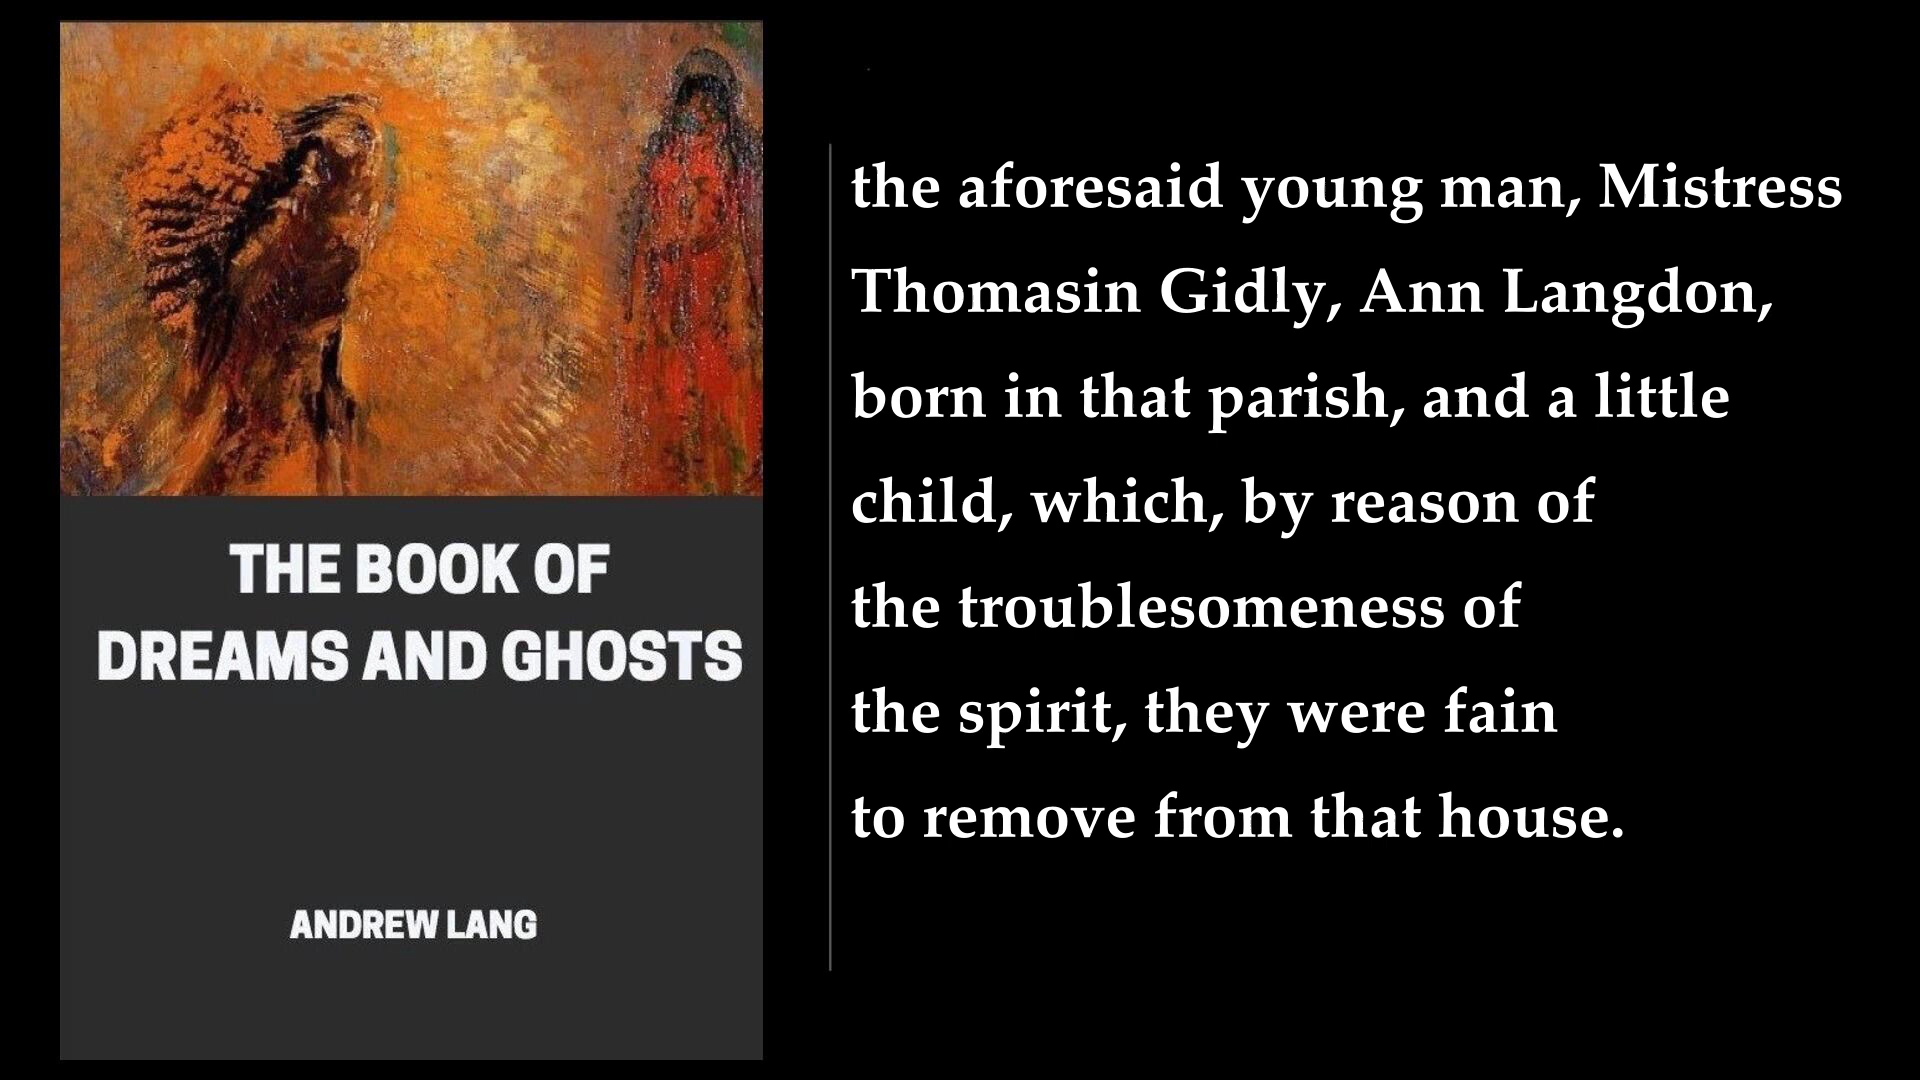 THE BOOK OF
DREAMS AND GHOSTS
ANDREW LANG
the aforesaid young man, Mistress
Thomasin Gidly, Ann Langdon,
born in that parish, and a little
child, which, by reason of
the troublesomeness of
the spirit, they were fain
to remove from that house.